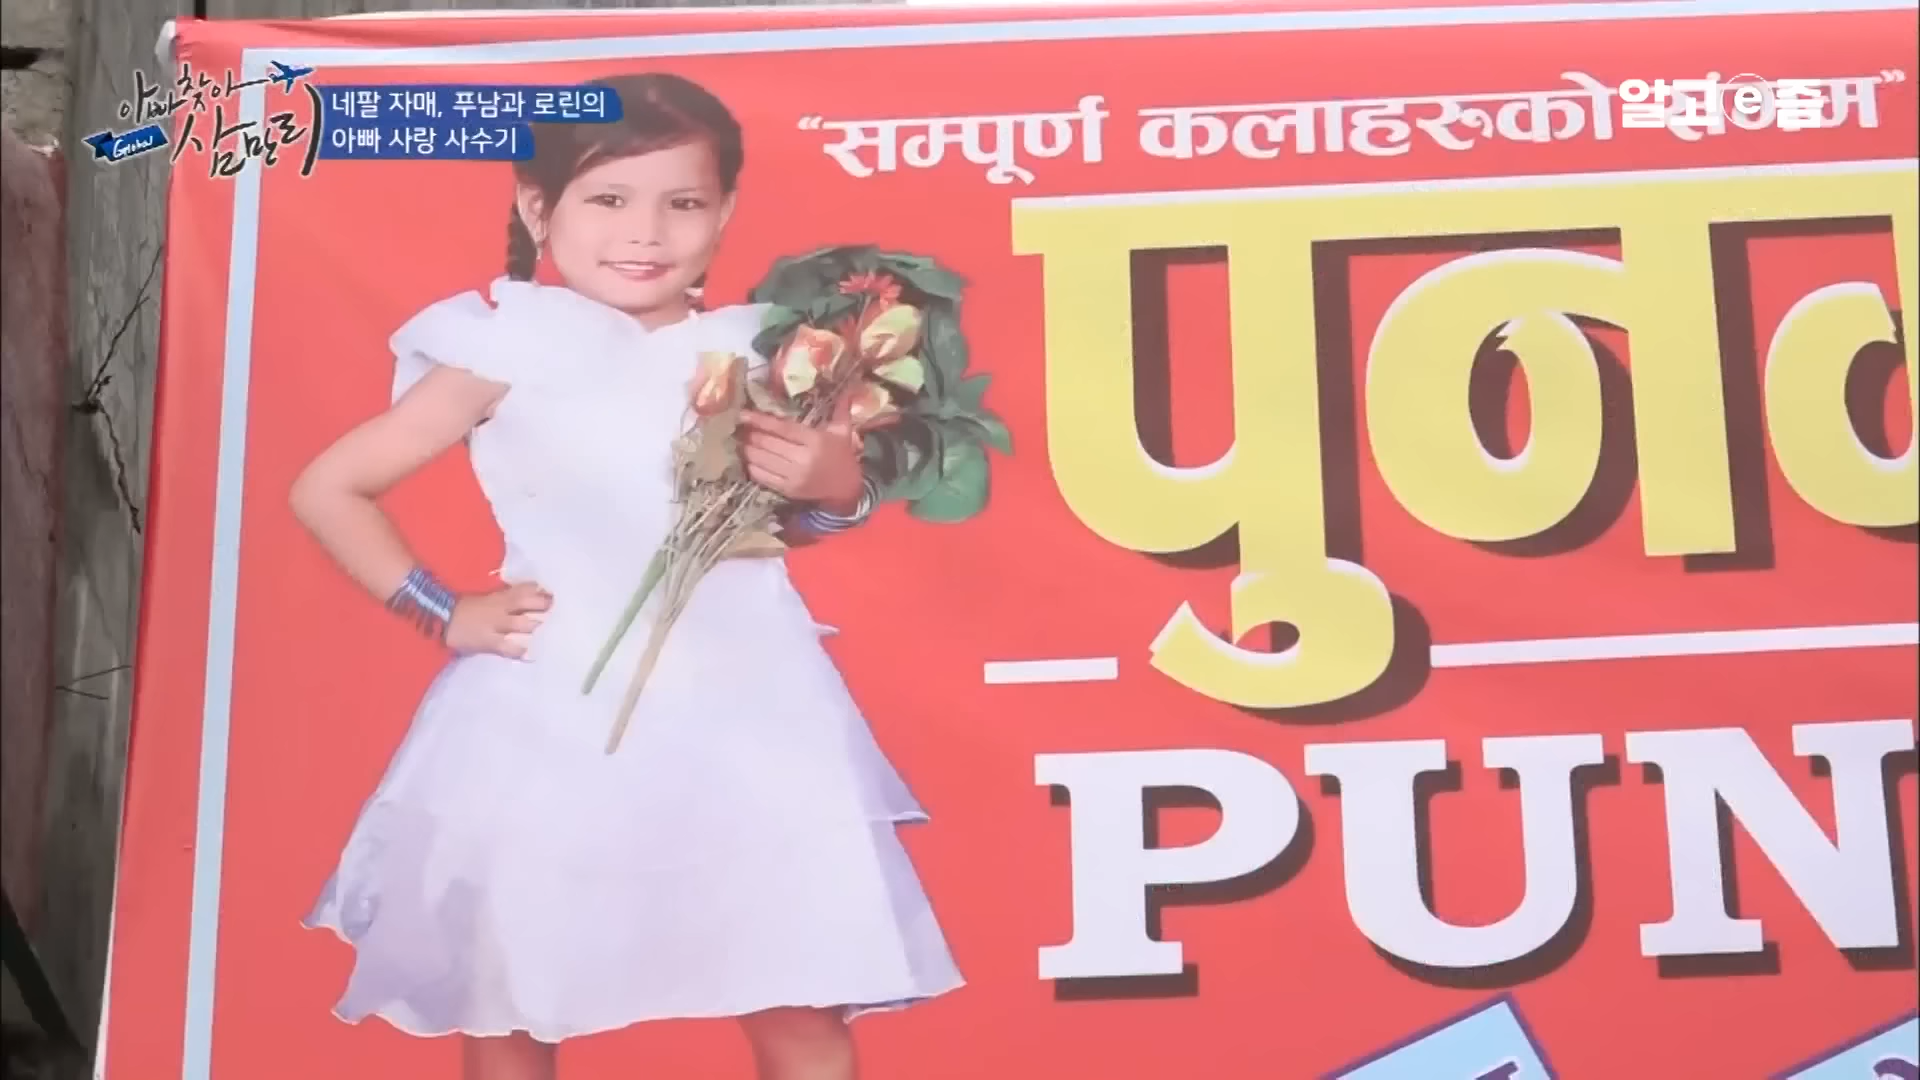 아빠 찾아
Global 삼만리
네팔 자매, 푸남과 로린의
아빠 사랑 사수기
알고e즘
“सम्पूर्ण कलाहरुको संगम”
पुन
PUN